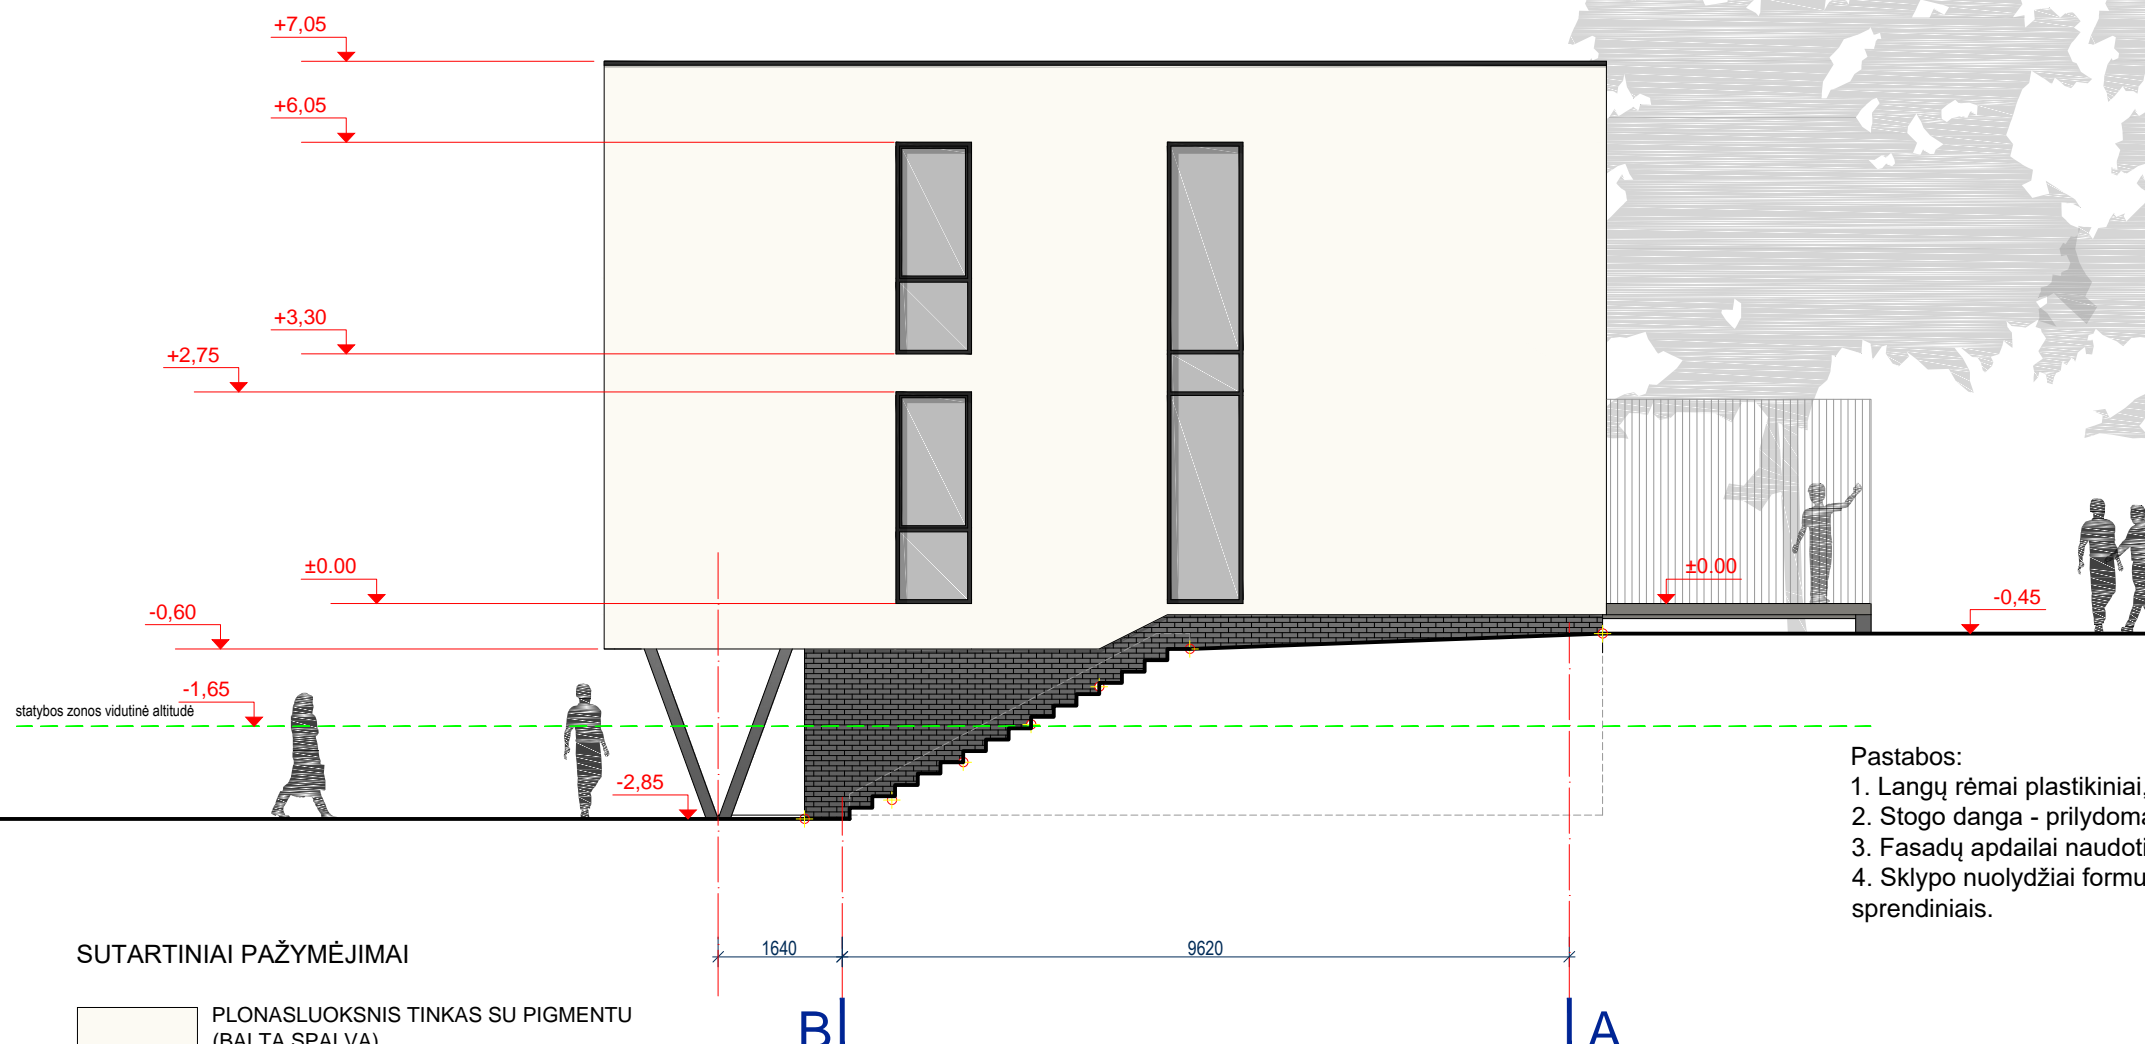 +7,05
+6,05
+3,30
+2,75
±0.00
±0.00
-0,60
-0,45
-1,65
statybos zonos vidutinė altitudė
-2,85
Pastabos:
1. Langų rėmai plastikiniai,
2. Stogo danga - prilydoma
3. Fasadų apdailai naudoti
4. Sklypo nuolydžiai formu
sprendiniais.
1640
9620
SUTARTINIAI PAŽYMĖJIMAI
PLONASLUOKSNIS TINKAS SU PIGMENTU
(BALTA SPALVA)
B
A